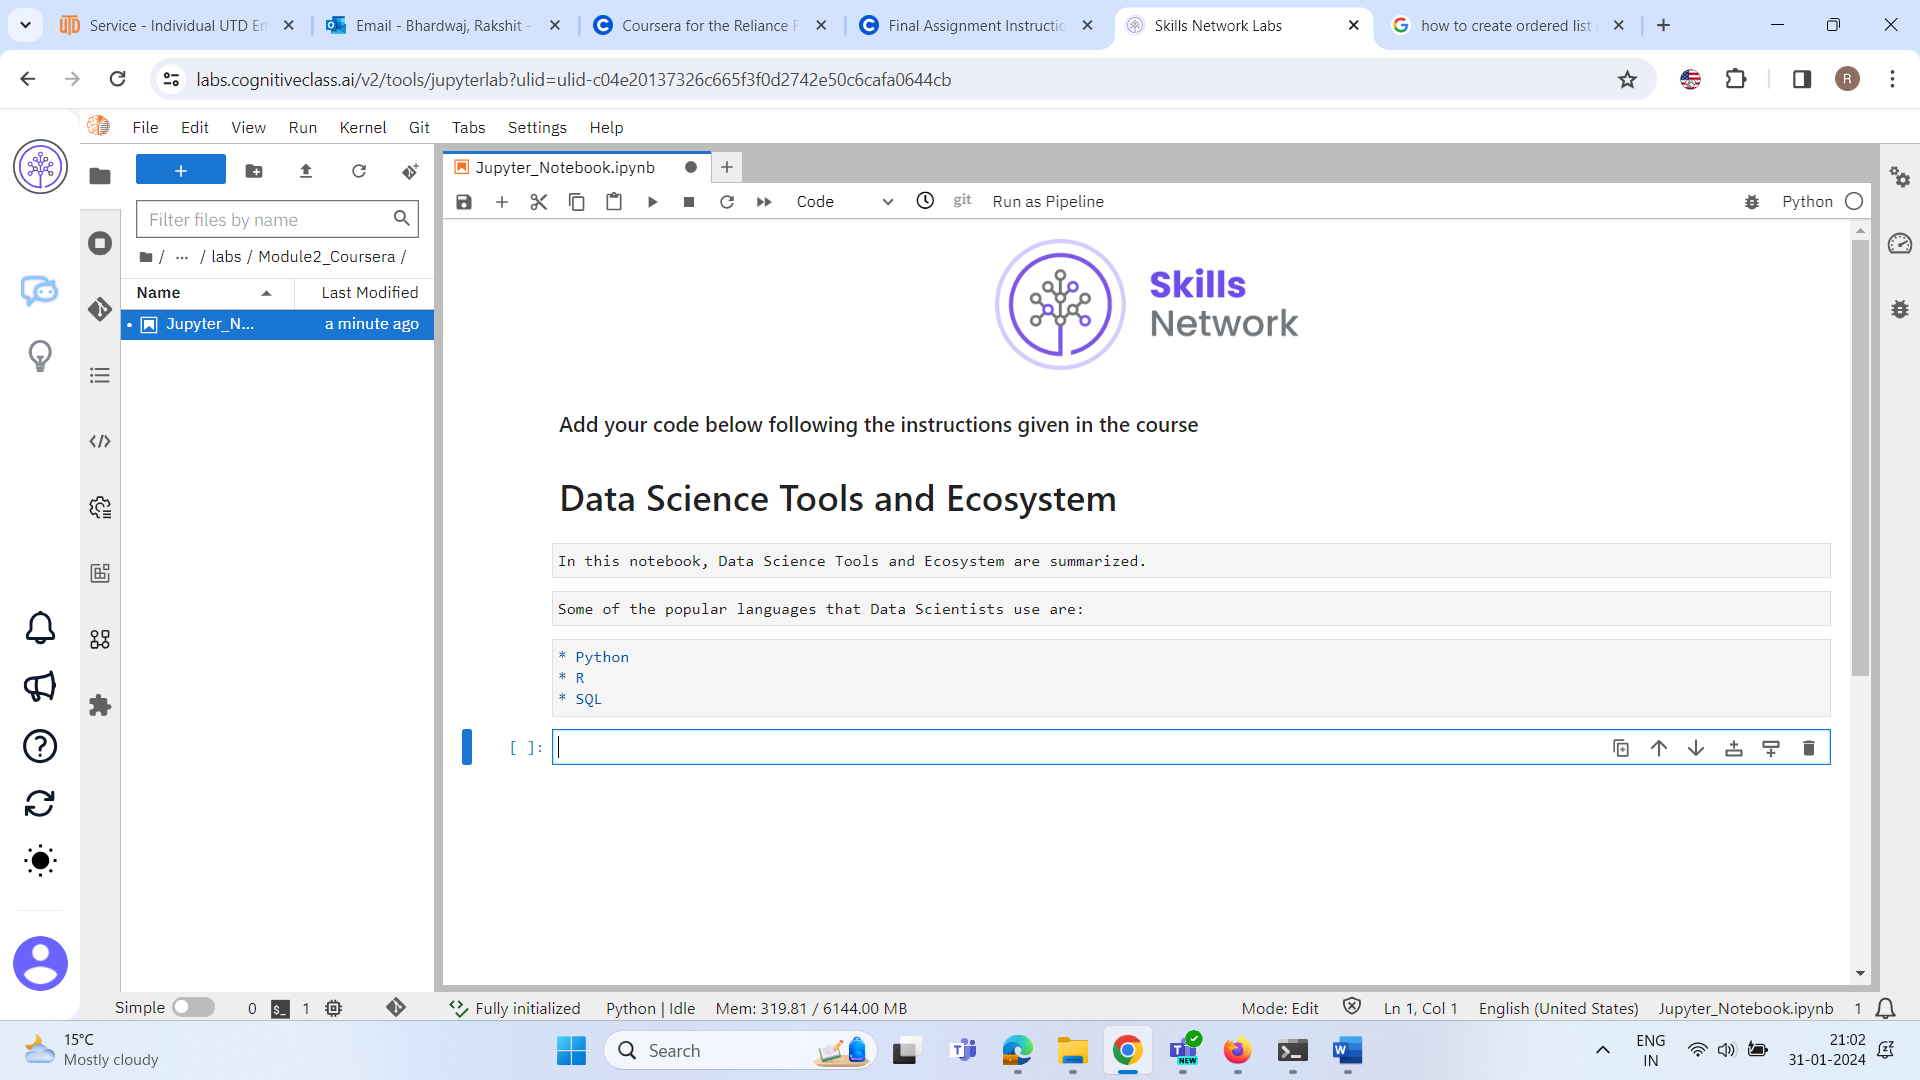 Service - Individual UTD En
Email - Bhardwaj, Rakshit -
Coursera for the Reliance F
Final Assignment Instructio
Skills Network Labs
how to create ordered list
labs.cognitiveclass.ai/v2/tools/jupyterlab?ulid=ulid-c04e20137326c665f3f0d2742e50c6cafa0644cb
R
File Edit View Run Kernel Git Tabs Settings Help
Jupyter_Notebook.ipynb
Filter files by name
Code
git
Run as Pipeline
Python
/ ... / labs / Module2_Coursera /
Name Last Modified
Jupyter_N... a minute ago
Skills
Network
Add your code below following the instructions given in the course
Data Science Tools and Ecosystem
In this notebook, Data Science Tools and Ecosystem are summarized.
Some of the popular languages that Data Scientists use are:
* Python
* R
* SQL
[ ]:
Simple 0 1 Fully initialized Python | Idle Mem: 319.81 / 6144.00 MB Mode: Edit Ln 1, Col 1 English (United States) Jupyter_Notebook.ipynb 1
15°C
Mostly cloudy
Search
NEW
ENG
IN
21:02
31-01-2024